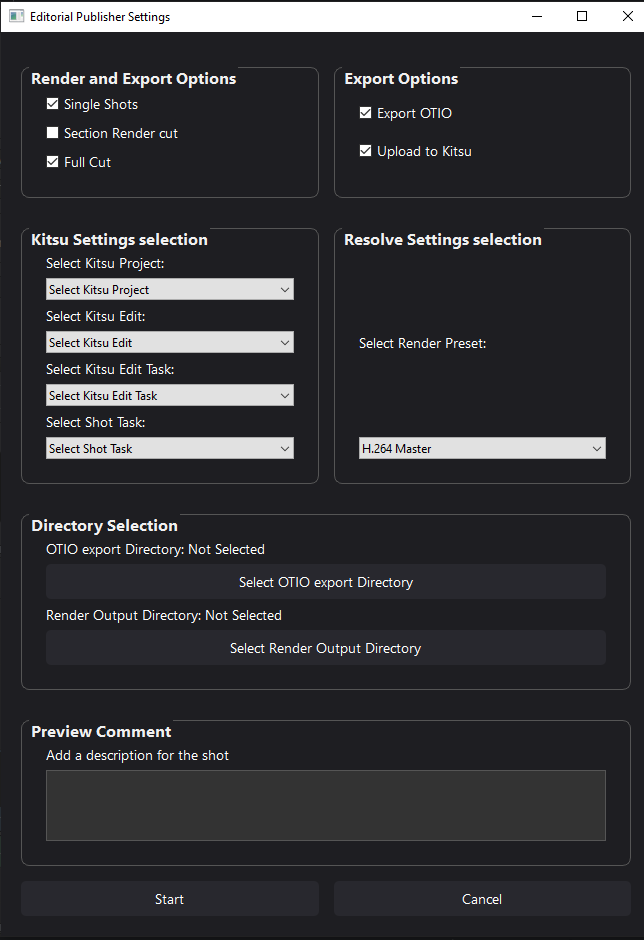 Editorial Publisher Settings
Render and Export Options
Single Shots
Section Render cut
Full Cut
Export Options
Export OTIO
Upload to Kitsu
Kitsu Settings selection
Select Kitsu Project:
Select Kitsu Project
Select Kitsu Edit:
Select Kitsu Edit
Select Kitsu Edit Task:
Select Kitsu Edit Task
Select Shot Task:
Select Shot Task
Resolve Settings selection
Select Render Preset:
H.264 Master
Directory Selection
OTIO export Directory: Not Selected
Select OTIO export Directory
Render Output Directory: Not Selected
Select Render Output Directory
Preview Comment
Add a description for the shot
Start
Cancel